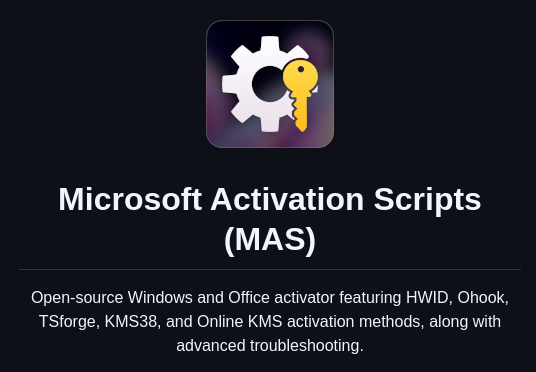 Microsoft Activation Scripts
(MAS)
Open-source Windows and Office activator featuring HWID, Ohook,
TSforge, KMS38, and Online KMS activation methods, along with
advanced troubleshooting.